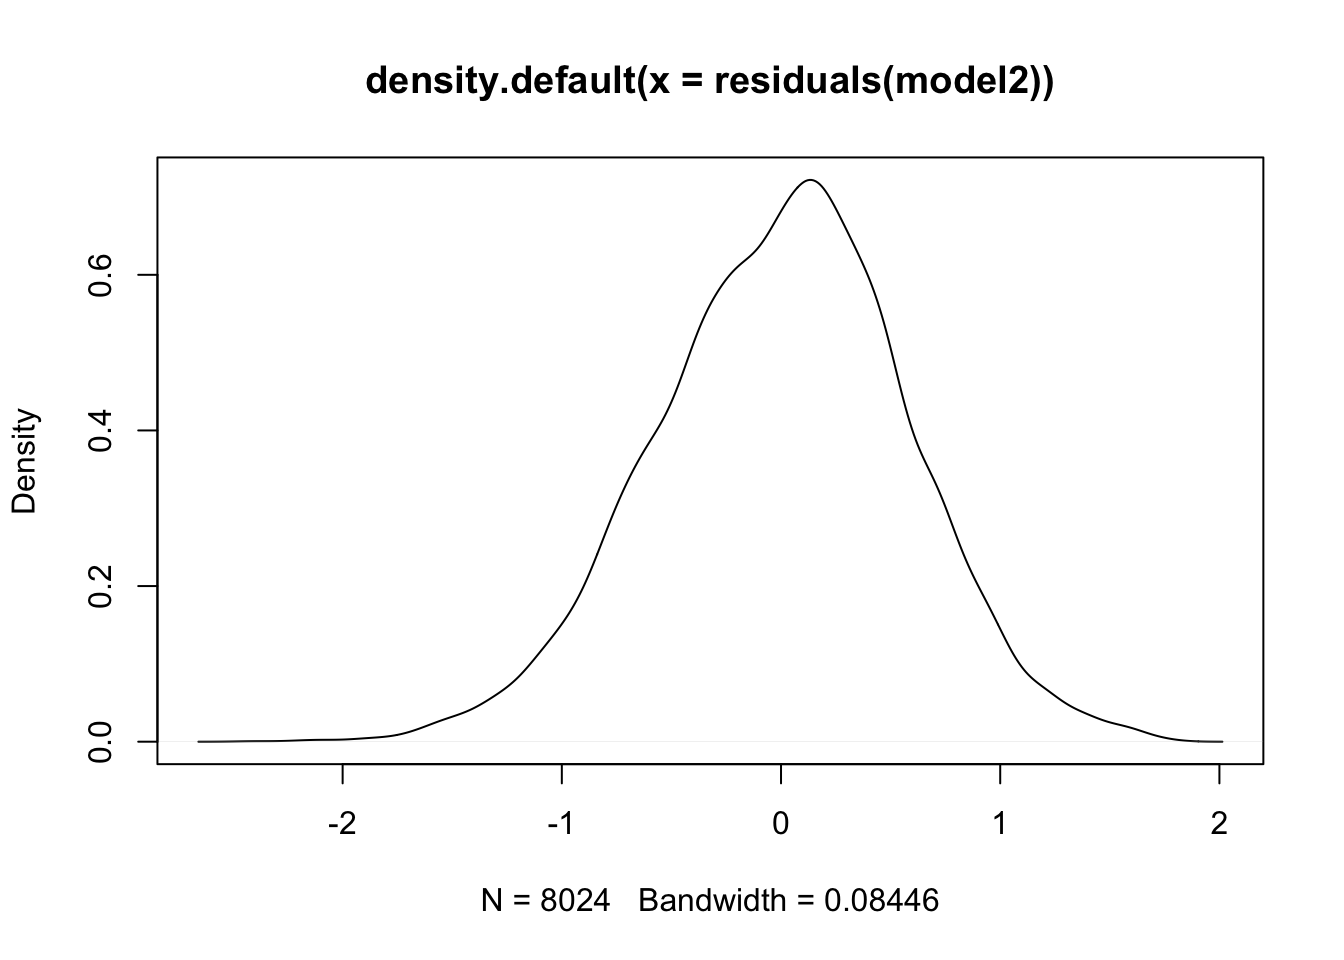 density.default(x = residuals(model2))
Density
0.6
0.4
0.2
0.0
-2 -1 0 1 2
N = 8024 Bandwidth = 0.08446